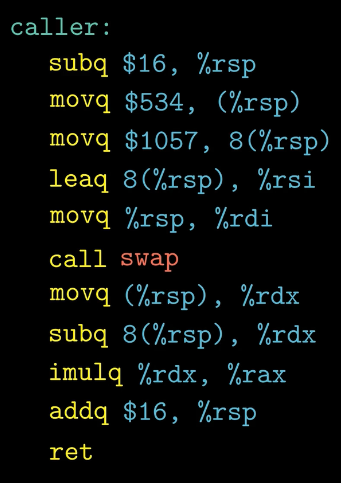 caller:
subq $16, %rsp
movq $534, (%rsp)
movq $1057, 8(%rsp)
leaq 8(%rsp), %rsi
movq %rsp, %rdi
call swap
movq (%rsp), %rdx
subq 8(%rsp), %rdx
imulq %rdx, %rax
addq $16, %rsp
ret